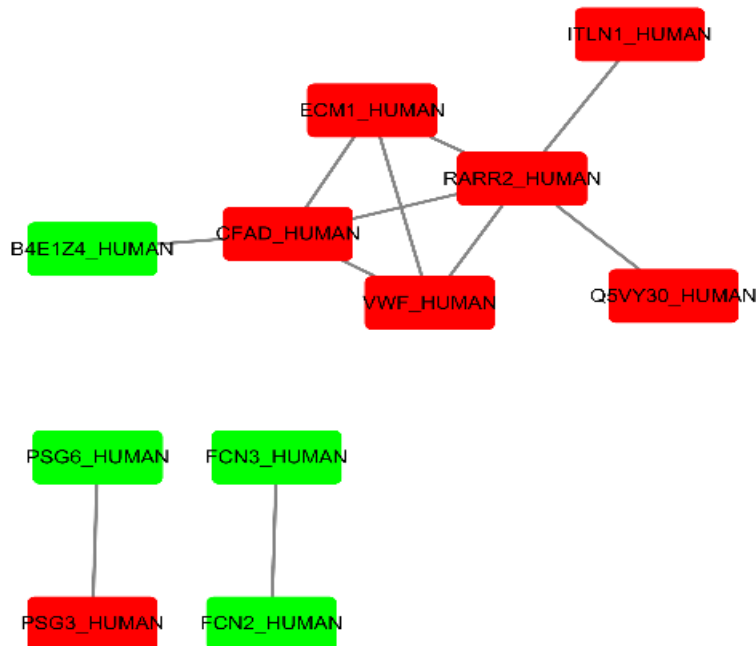 ITLN1_HUMAN
ECM1_HUMAN
RARR2_HUMAN
CFAD_HUMAN
B4E1Z4_HUMAN
VWF_HUMAN
Q5VY30_HUMAN
PSG6_HUMAN
FCN3_HUMAN
PSG3_HUMAN
FCN2_HUMAN